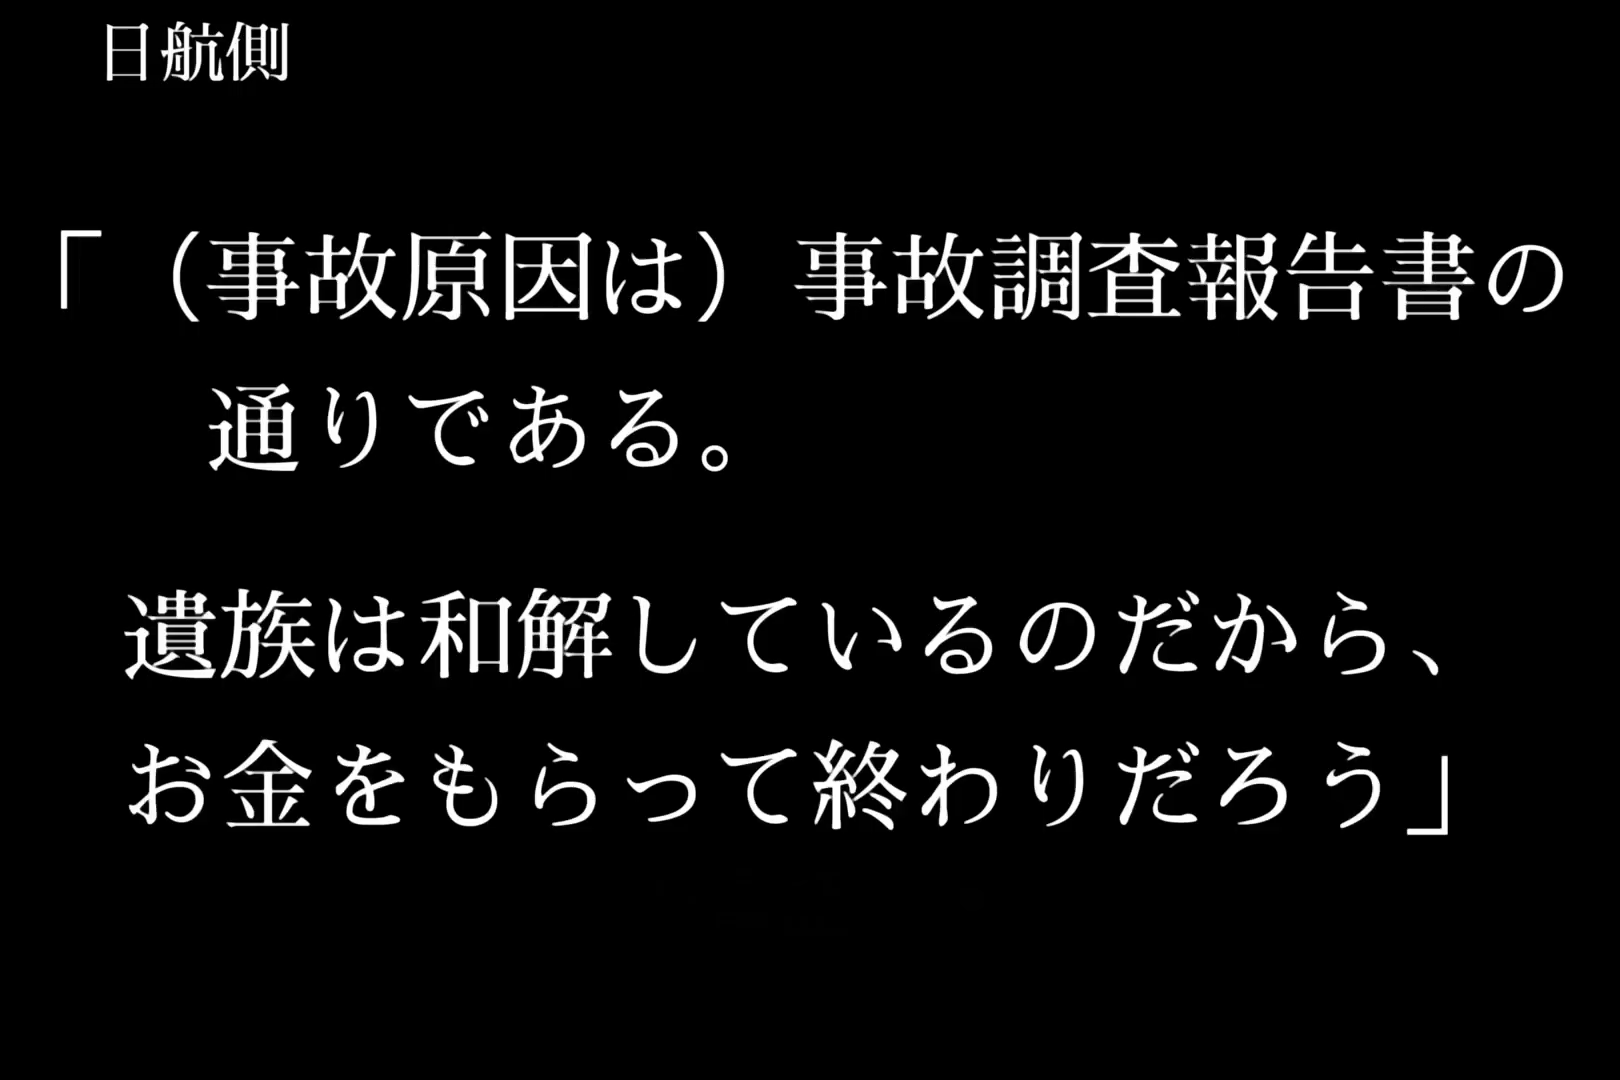 日航側
「（事故原因は）事故調査報告書の
通りである。
遺族は和解しているのだから、
お金をもらって終わりだろう」